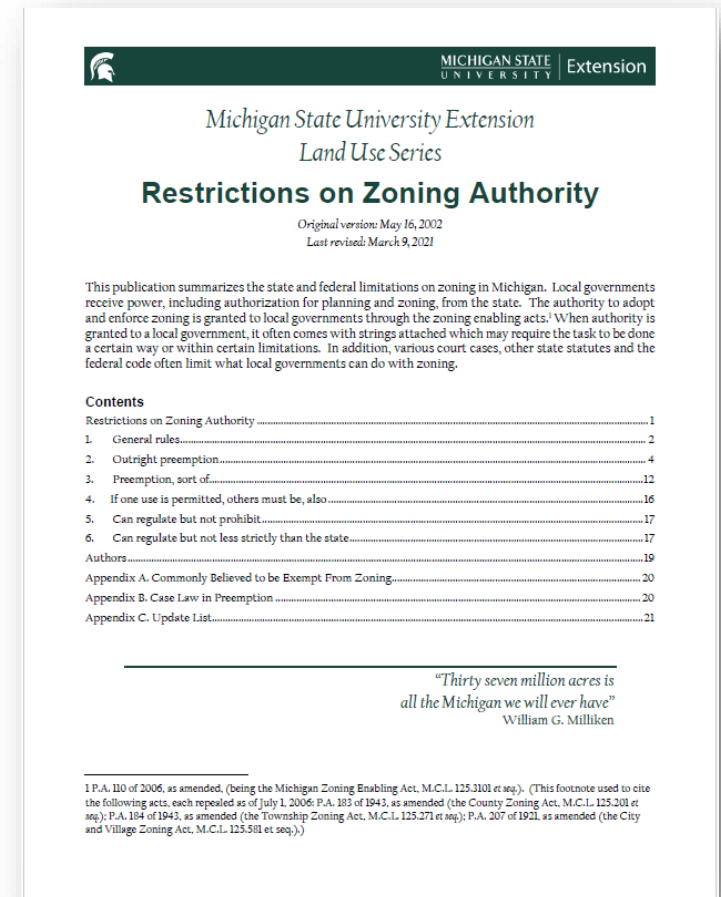 MICHIGAN STATE
UNIVERSITY
Extension
Michigan State University Extension
Land Use Series
Restrictions on Zoning Authority
Original version: May 16, 2002
Last revised: March 9, 2021
This publication summarizes the state and federal limitations on zoning in Michigan. Local governments
receive power, including authorization for planning and zoning, from the state. The authority to adopt
and enforce zoning is granted to local governments through the zoning enabling acts.1 When authority is
granted to a local government, it often comes with strings attached which may require the task to be done
a certain way or within certain limitations. In addition, various court cases, other state statutes and the
federal code often limit what local governments can do with zoning.
Contents
Restrictions on Zoning Authority 1
1. General rules 2
2. Outright preemption 4
3. Preemption, sort of 12
4. If one use is permitted, others must be, also 16
5. Can regulate but not prohibit 17
6. Can regulate but not less strictly than the state 17
Authors 19
Appendix A. Commonly Believed to be Exempt From Zoning 20
Appendix B. Case Law in Preemption 20
Appendix C. Update List 21
“Thirty seven million acres is
all the Michigan we will ever have”
William G. Milliken
1 P.A. 110 of 2006, as amended, (being the Michigan Zoning Enabling Act, M.C.L. 125.3101 et seq.). (This footnote used to cite
the following acts, each repealed as of July 1, 2006: P.A. 183 of 1943, as amended (the County Zoning Act, M.C.L. 125.201 et
seq.); P.A. 184 of 1943, as amended (the Township Zoning Act, M.C.L. 125.271 et seq.); P.A. 207 of 1921, as amended (the City
and Village Zoning Act, M.C.L. 125.581 et seq.).)